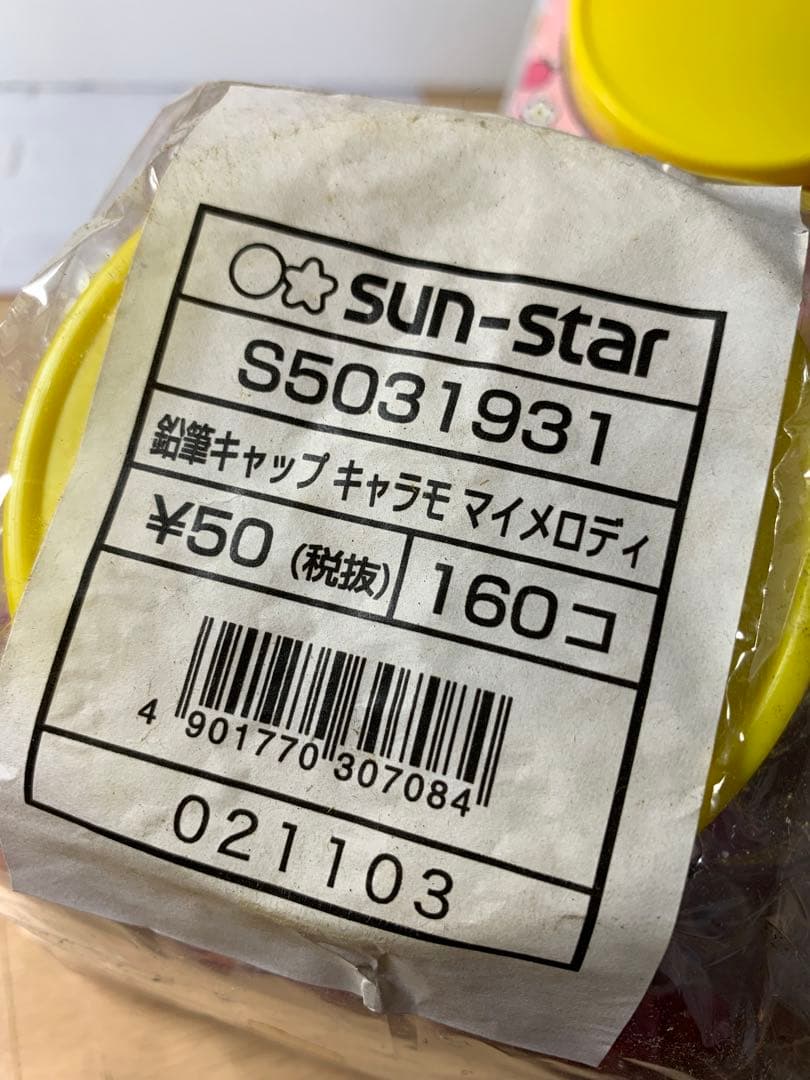 sun-star
S5031931
鉛筆キャップ キャラモ マイメロディ
¥50 (税抜) 160コ
4 901770 307084
021103